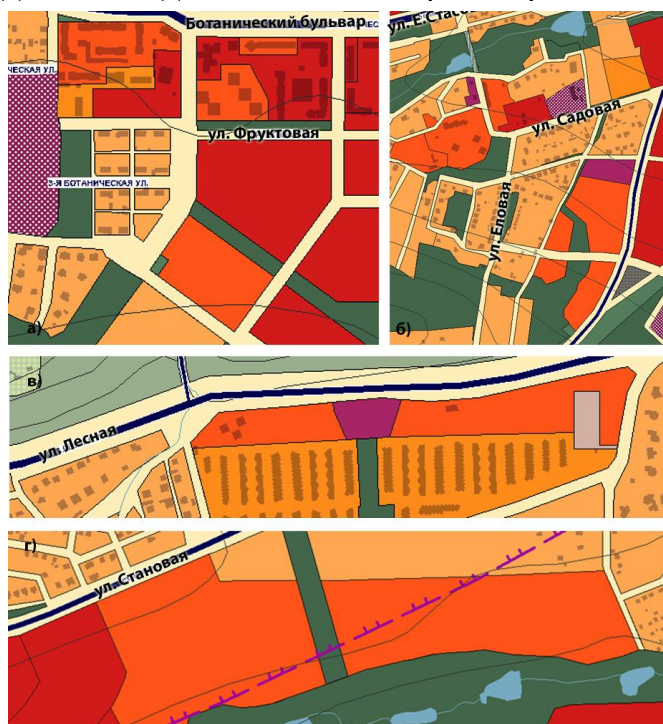 Ботанический бульвар
ул. Е.Стасо
ЧЕСКАЯ УЛ.
ул. Фруктовая
ул. Садовая
3-Я БОТАНИЧЕСКАЯ УЛ.
ул. Еловая
а)
б)
в)
ул. Лесная
г)
ул. Становая